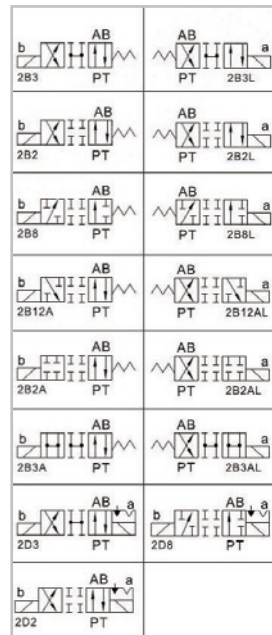 b AB
2B3 PT
AB a
PT 2B3L
b AB
2B2 PT
AB a
PT 2B2L
b AB
2B8 PT
AB a
PT 2B8L
b AB
2B12A PT
AB a
PT 2B12AL
b AB
2B2A PT
AB a
PT 2B2AL
b AB
2B3A PT
AB a
PT 2B3AL
b AB a
2D3 PT
b AB a
2D8 PT
b AB a
2D2 PT